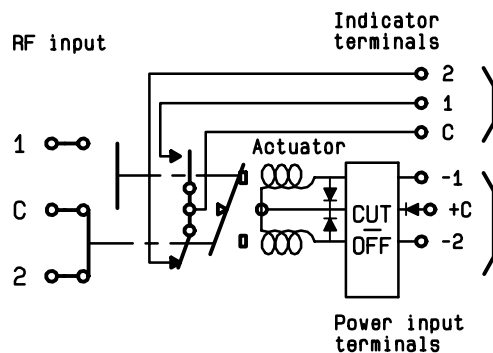 Indicator
terminals
RF input
2
1
C
1
C
2
Actuator
-1
+C
-2
CUT
OFF
Power input
terminals